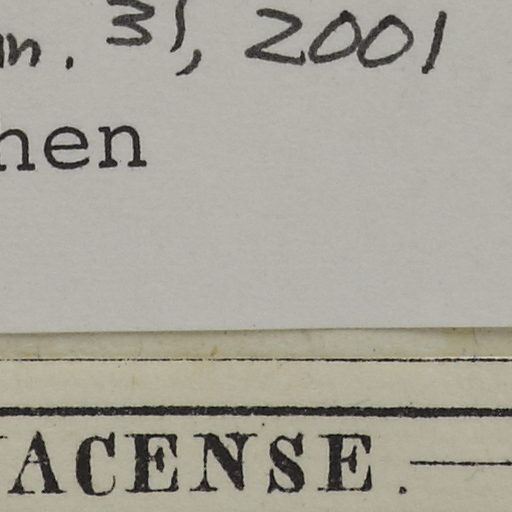 n. 31, 2001
hen
ACENSE.